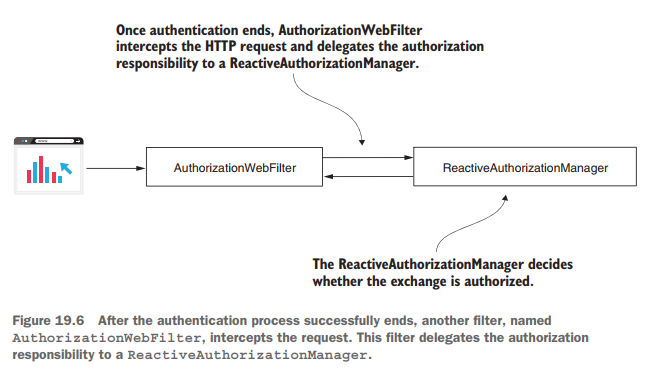 Once authentication ends, AuthorizationWebFilter
intercepts the HTTP request and delegates the authorization
responsibility to a ReactiveAuthorizationManager.
AuthorizationWebFilter
ReactiveAuthorizationManager
The ReactiveAuthorizationManager decides
whether the exchange is authorized.
Figure 19.6 After the authentication process successfully ends, another filter, named
AuthorizationWebFilter, intercepts the request. This filter delegates the authorization
responsibility to a ReactiveAuthorizationManager.